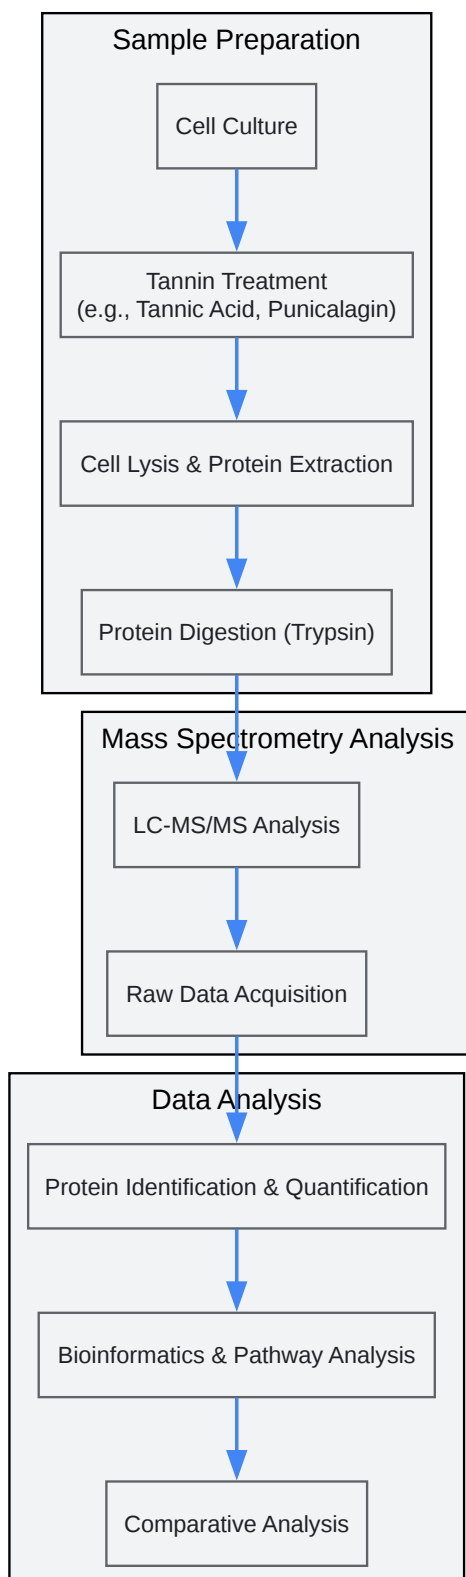 Sample Preparation
Cell Culture
Tannin Treatment
(e.g., Tannic Acid, Punicalagin)
Cell Lysis & Protein Extraction
Protein Digestion (Trypsin)
Mass Spectrometry Analysis
LC-MS/MS Analysis
Raw Data Acquisition
Data Analysis
Protein Identification & Quantification
Bioinformatics & Pathway Analysis
Comparative Analysis